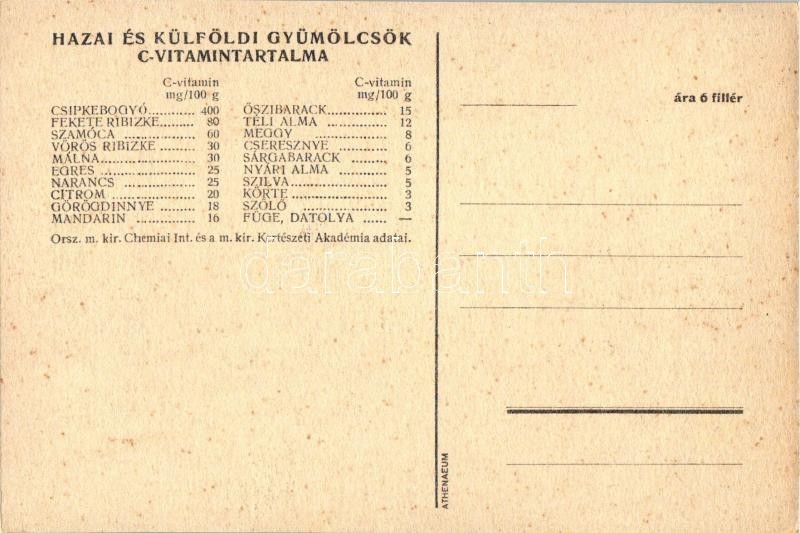 HAZAI ÉS KÜLFÖLDI GYÜMÖLCSÖK
C-VITAMINTARTALMA
C-vitamin
mg/100 g
CSIPKEBOGYÓ........... 400
FEKETE RIBIZKE........ 80
SZAMÓCA ................. 60
VÖRÖS RIBIZKE ......... 30
MÁLNA..................... 30
EGRES ..................... 25
NARANCS ................. 25
CITROM ................... 20
GÖRÖGDINNYE ......... 18
MANDARIN .............. 16
C-vitamin
mg/100 g
ŐSZIBARACK............... 15
TÉLI ALMA ............... 12
MEGGY .................... 8
CSERESZNYE ............ 6
SÁRGABARACK ......... 6
NYÁRI ALMA ............ 5
SZILVA..................... 5
KÖRTE ..................... 3
SZŐLŐ ..................... 3
FÜGE, DATOLYA ...... —
Orsz. m. kir. Chemiai Int. és a m. kir. Kertészeti Akadémia adatai.
darabanth
ára 6 fillér
ATHENAEUM